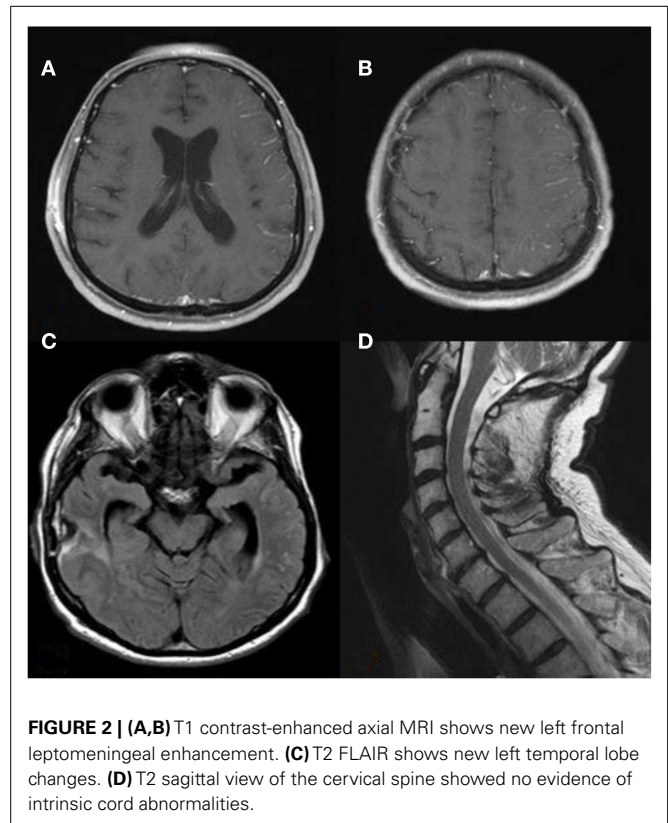 A
B
C
D
FIGURE 2 | (A,B) T1 contrast-enhanced axial MRI shows new left frontal
leptomeningeal enhancement. (C) T2 FLAIR shows new left temporal lobe
changes. (D) T2 sagittal view of the cervical spine showed no evidence of
intrinsic cord abnormalities.